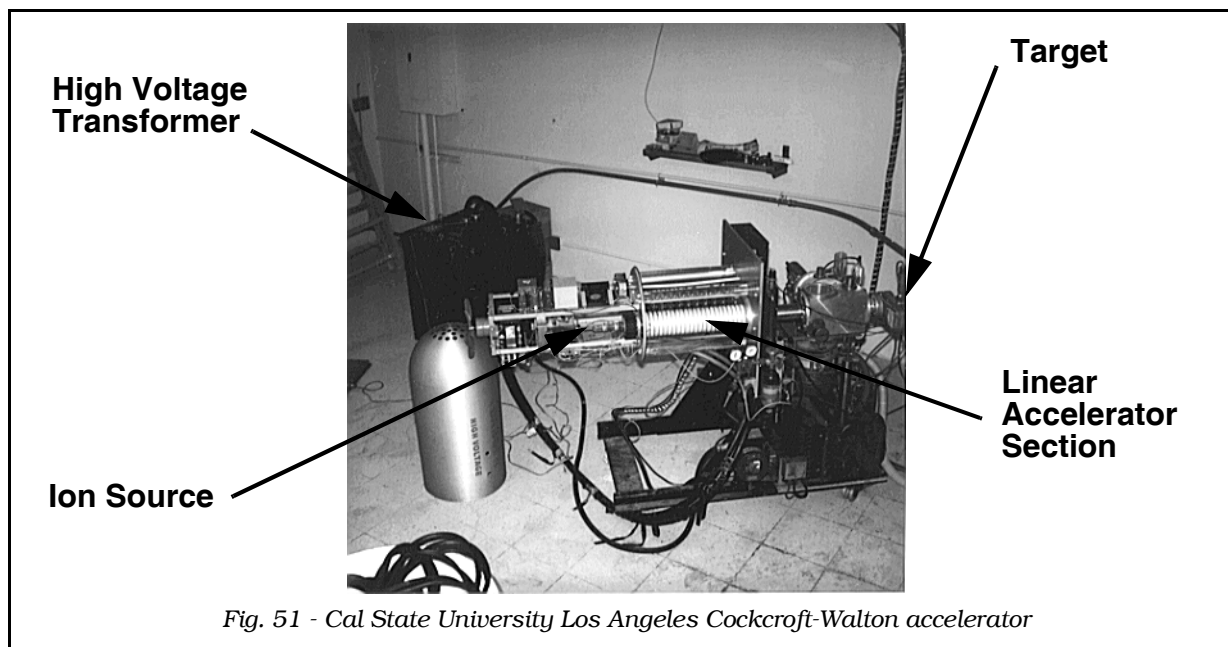 High Voltage
Transformer
Target
Linear
Accelerator
Section
Ion Source
HIGH VOLTAGE
Fig. 51 - Cal State University Los Angeles Cockcroft-Walton accelerator